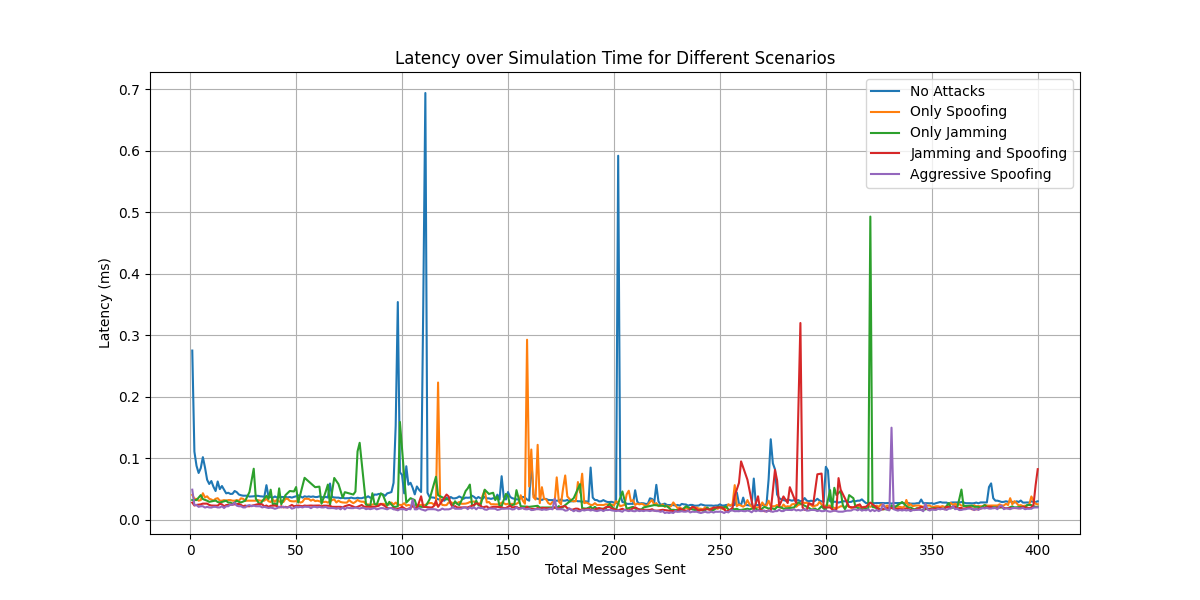 Latency over Simulation Time for Different Scenarios
0.7
0.6
0.5
0.4
0.3
0.2
0.1
0.0
Latency (ms)
No Attacks
Only Spoofing
Only Jamming
Jamming and Spoofing
Aggressive Spoofing
0 50 100 150 200 250 300 350 400
Total Messages Sent